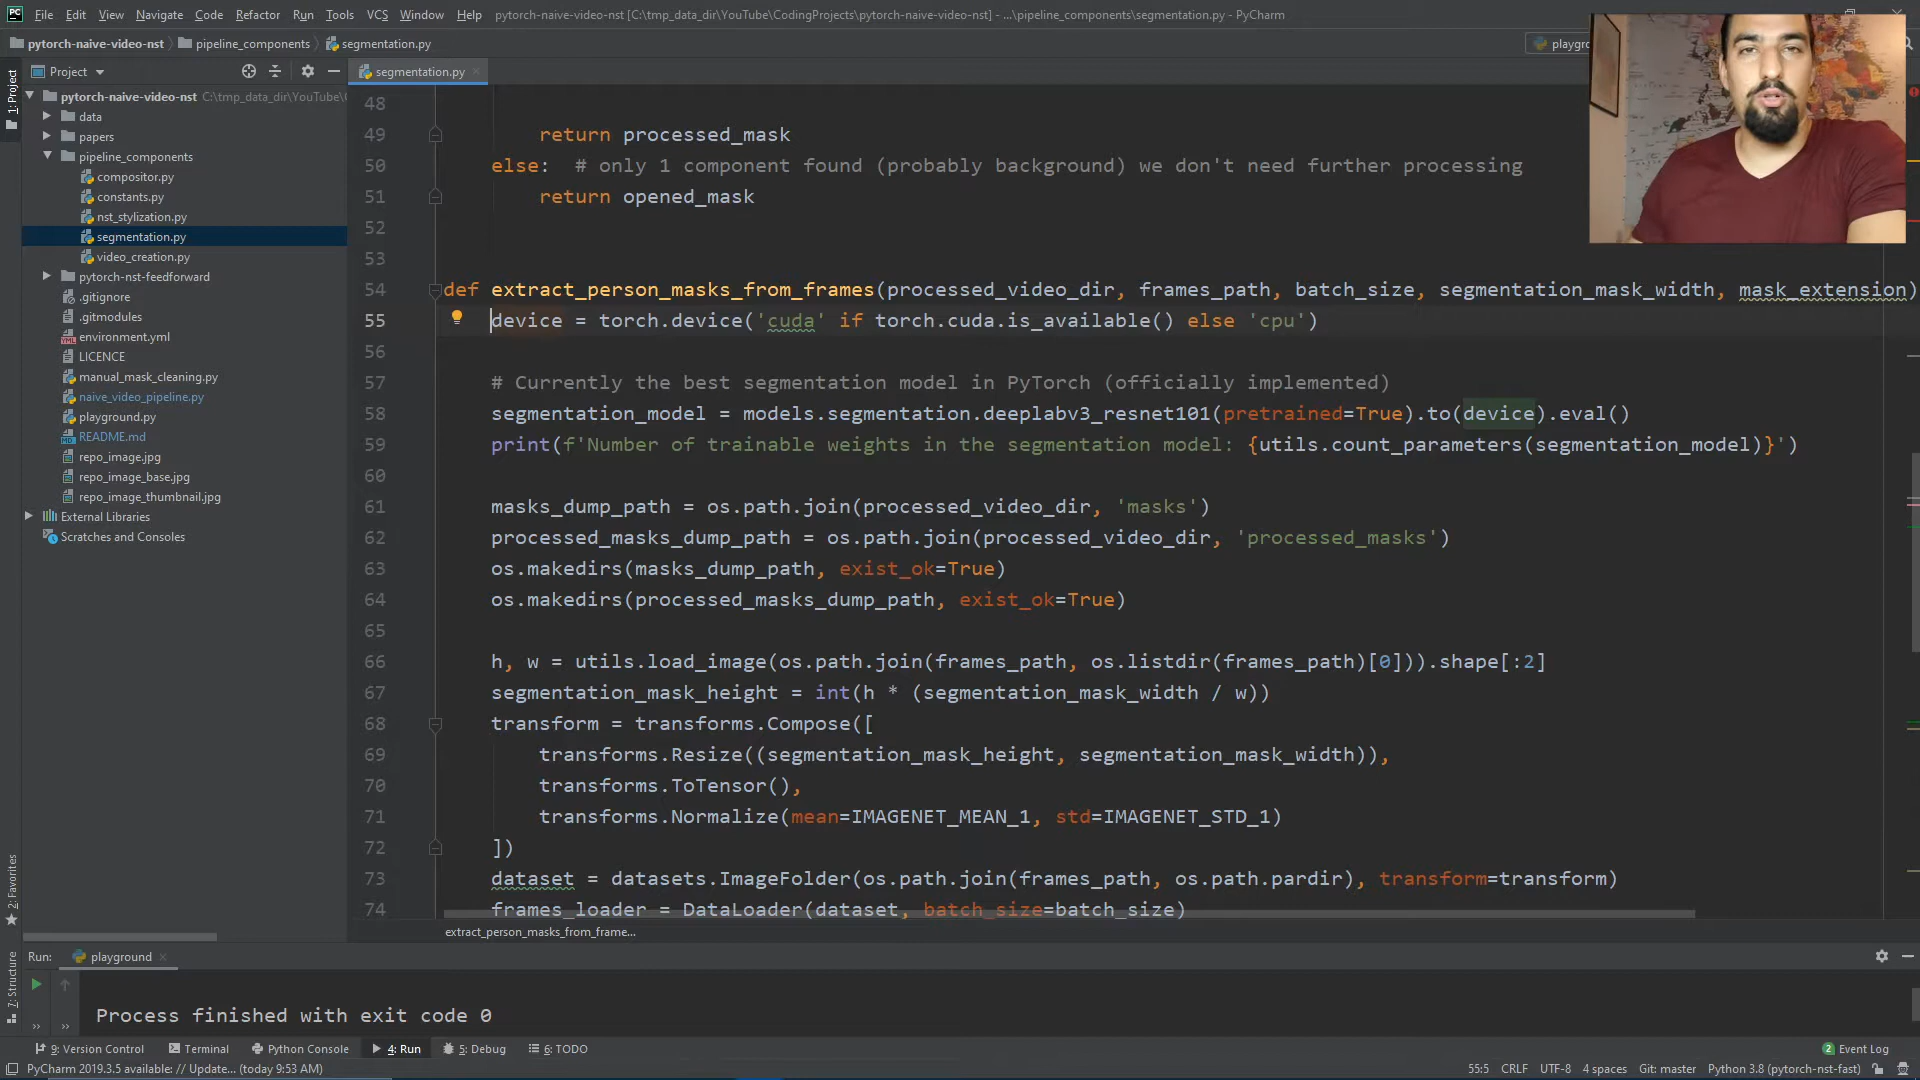 PC File Edit View Navigate Code Refactor Run Tools VCS Window Help pytorch-naive-video-nst [C:\tmp_data_dir\YouTube\CodingProjects\pytorch-naive-video-nst] - ...\pipeline_components\segmentation.py - PyCharm
pytorch-naive-video-nst pipeline_components segmentation.py
Project
segmentation.py
1: Project
pytorch-naive-video-nst C:\tmp_data_dir\YouTube\
data
papers
pipeline_components
compositor.py
constants.py
nst_stylization.py
segmentation.py
video_creation.py
pytorch-nst-feedforward
.gitignore
.gitmodules
environment.yml
LICENCE
manual_mask_cleaning.py
naive_video_pipeline.py
playground.py
README.md
repo_image.jpg
repo_image_base.jpg
repo_image_thumbnail.jpg
External Libraries
Scratches and Consoles
48
49 return processed_mask
50 else: # only 1 component found (probably background) we don't need further processing
51 return opened_mask
52
53
54 def extract_person_masks_from_frames(processed_video_dir, frames_path, batch_size, segmentation_mask_width, mask_extension)
55 device = torch.device('cuda' if torch.cuda.is_available() else 'cpu')
56
57 # Currently the best segmentation model in PyTorch (officially implemented)
58 segmentation_model = models.segmentation.deeplabv3_resnet101(pretrained=True).to(device).eval()
59 print(f'Number of trainable weights in the segmentation model: {utils.count_parameters(segmentation_model)}')
60
61 masks_dump_path = os.path.join(processed_video_dir, 'masks')
62 processed_masks_dump_path = os.path.join(processed_video_dir, 'processed_masks')
63 os.makedirs(masks_dump_path, exist_ok=True)
64 os.makedirs(processed_masks_dump_path, exist_ok=True)
65
66 h, w = utils.load_image(os.path.join(frames_path, os.listdir(frames_path)[0])).shape[:2]
67 segmentation_mask_height = int(h * (segmentation_mask_width / w))
68 transform = transforms.Compose([
69 transforms.Resize((segmentation_mask_height, segmentation_mask_width)),
70 transforms.ToTensor(),
71 transforms.Normalize(mean=IMAGENET_MEAN_1, std=IMAGENET_STD_1)
72 ])
73 dataset = datasets.ImageFolder(os.path.join(frames_path, os.path.pardir), transform=transform)
74 frames_loader = DataLoader(dataset, batch_size=batch_size)
extract_person_masks_from_frame...
2: Favorites
7: Structure
Run: playground
Process finished with exit code 0
9: Version Control Terminal Python Console 4: Run 5: Debug 6: TODO 2 Event Log
PyCharm 2019.3.5 available: // Update... (today 9:53 AM) 55:5 CRLF UTF-8 4 spaces Git: master Python 3.8 (pytorch-nst-fast)